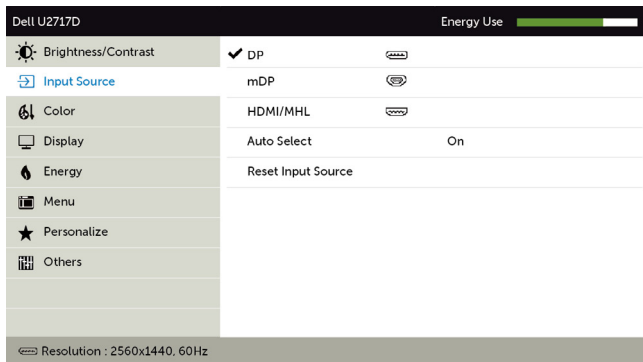 Dell U2717D Energy Use
Brightness/Contrast
Input Source
Color
Display
Energy
Menu
Personalize
Others
DP
mDP
HDMI/MHL
Auto Select On
Reset Input Source
Resolution : 2560x1440, 60Hz